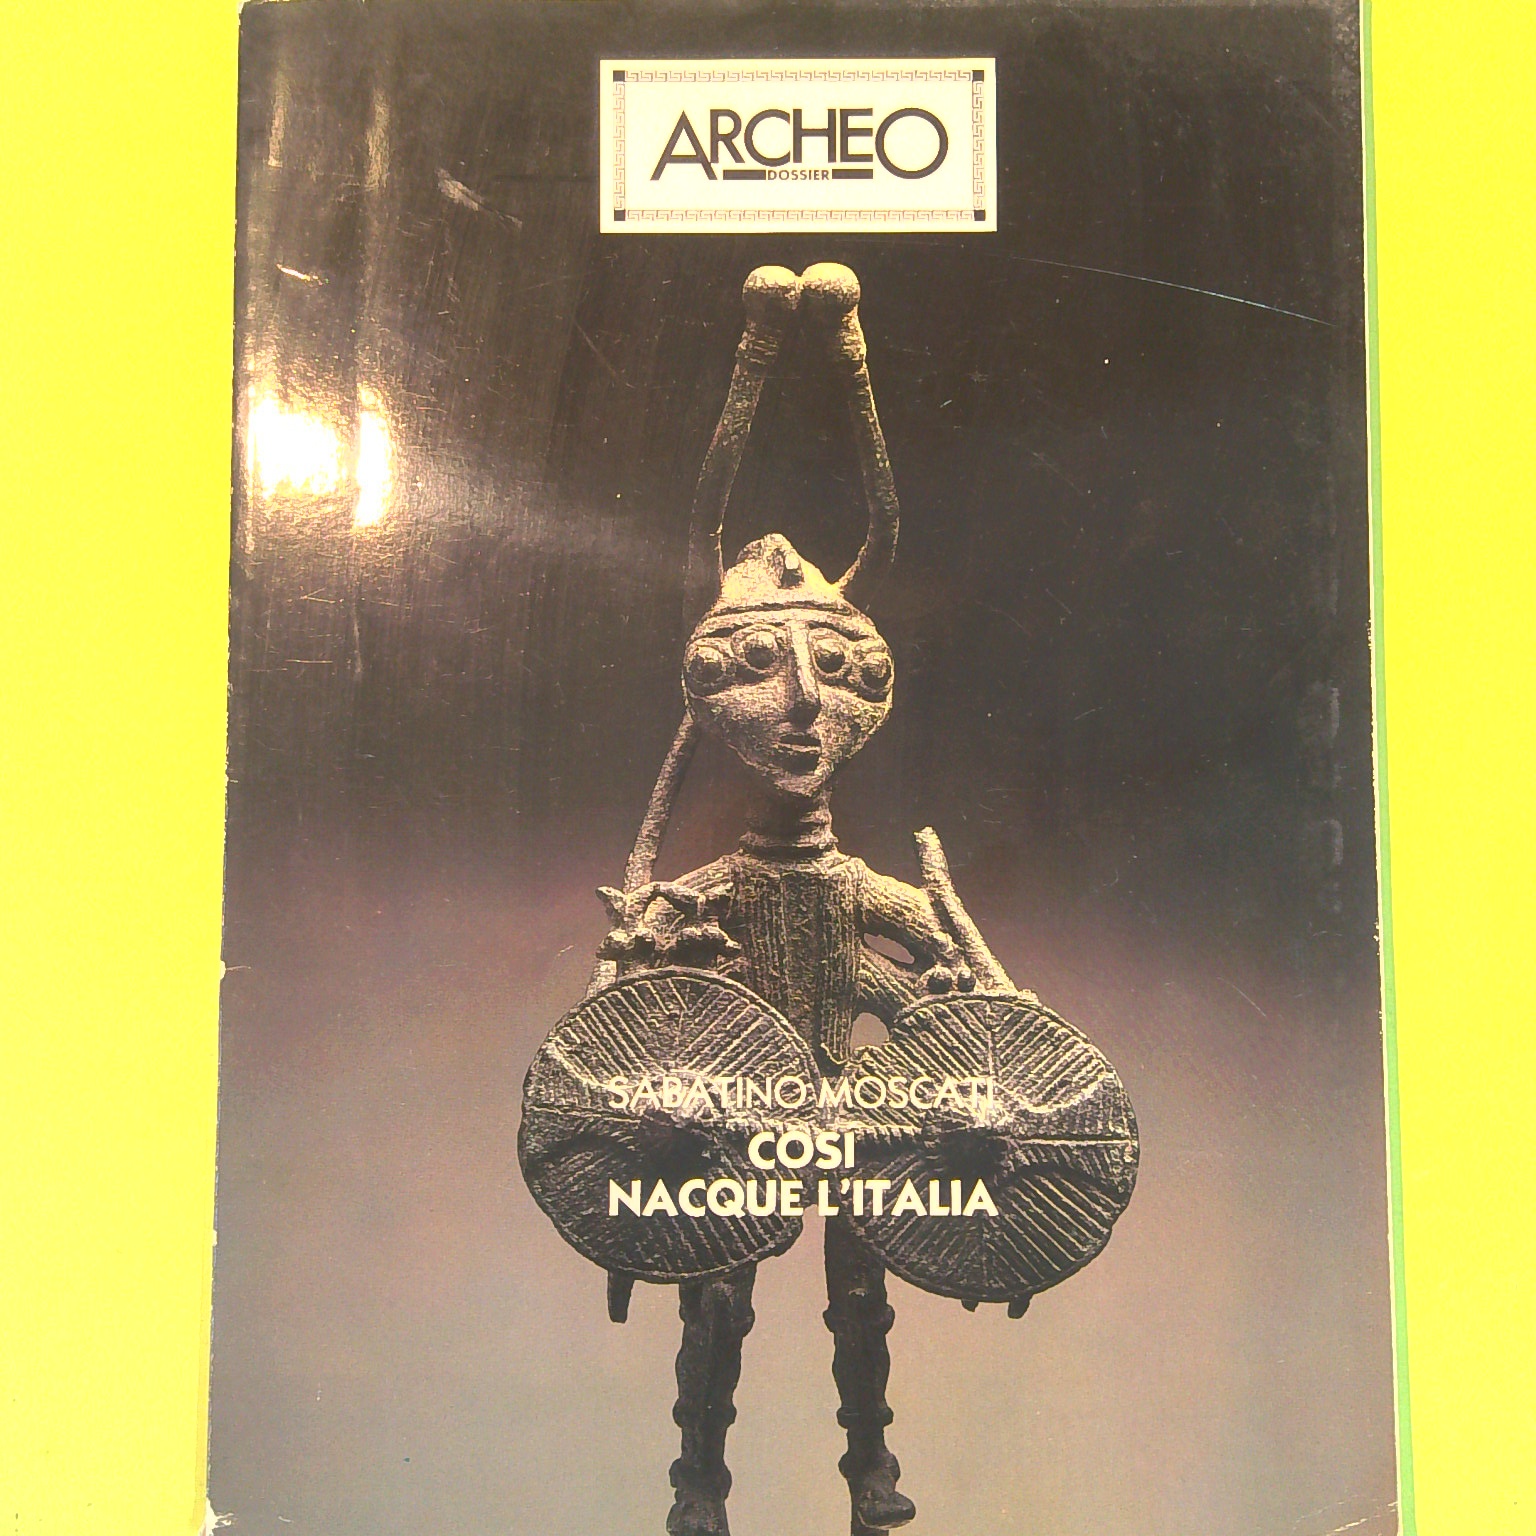 ARCHEO
DOSSIER
SABATINO MOSCATI
COSI
NACQUE L'ITALIA